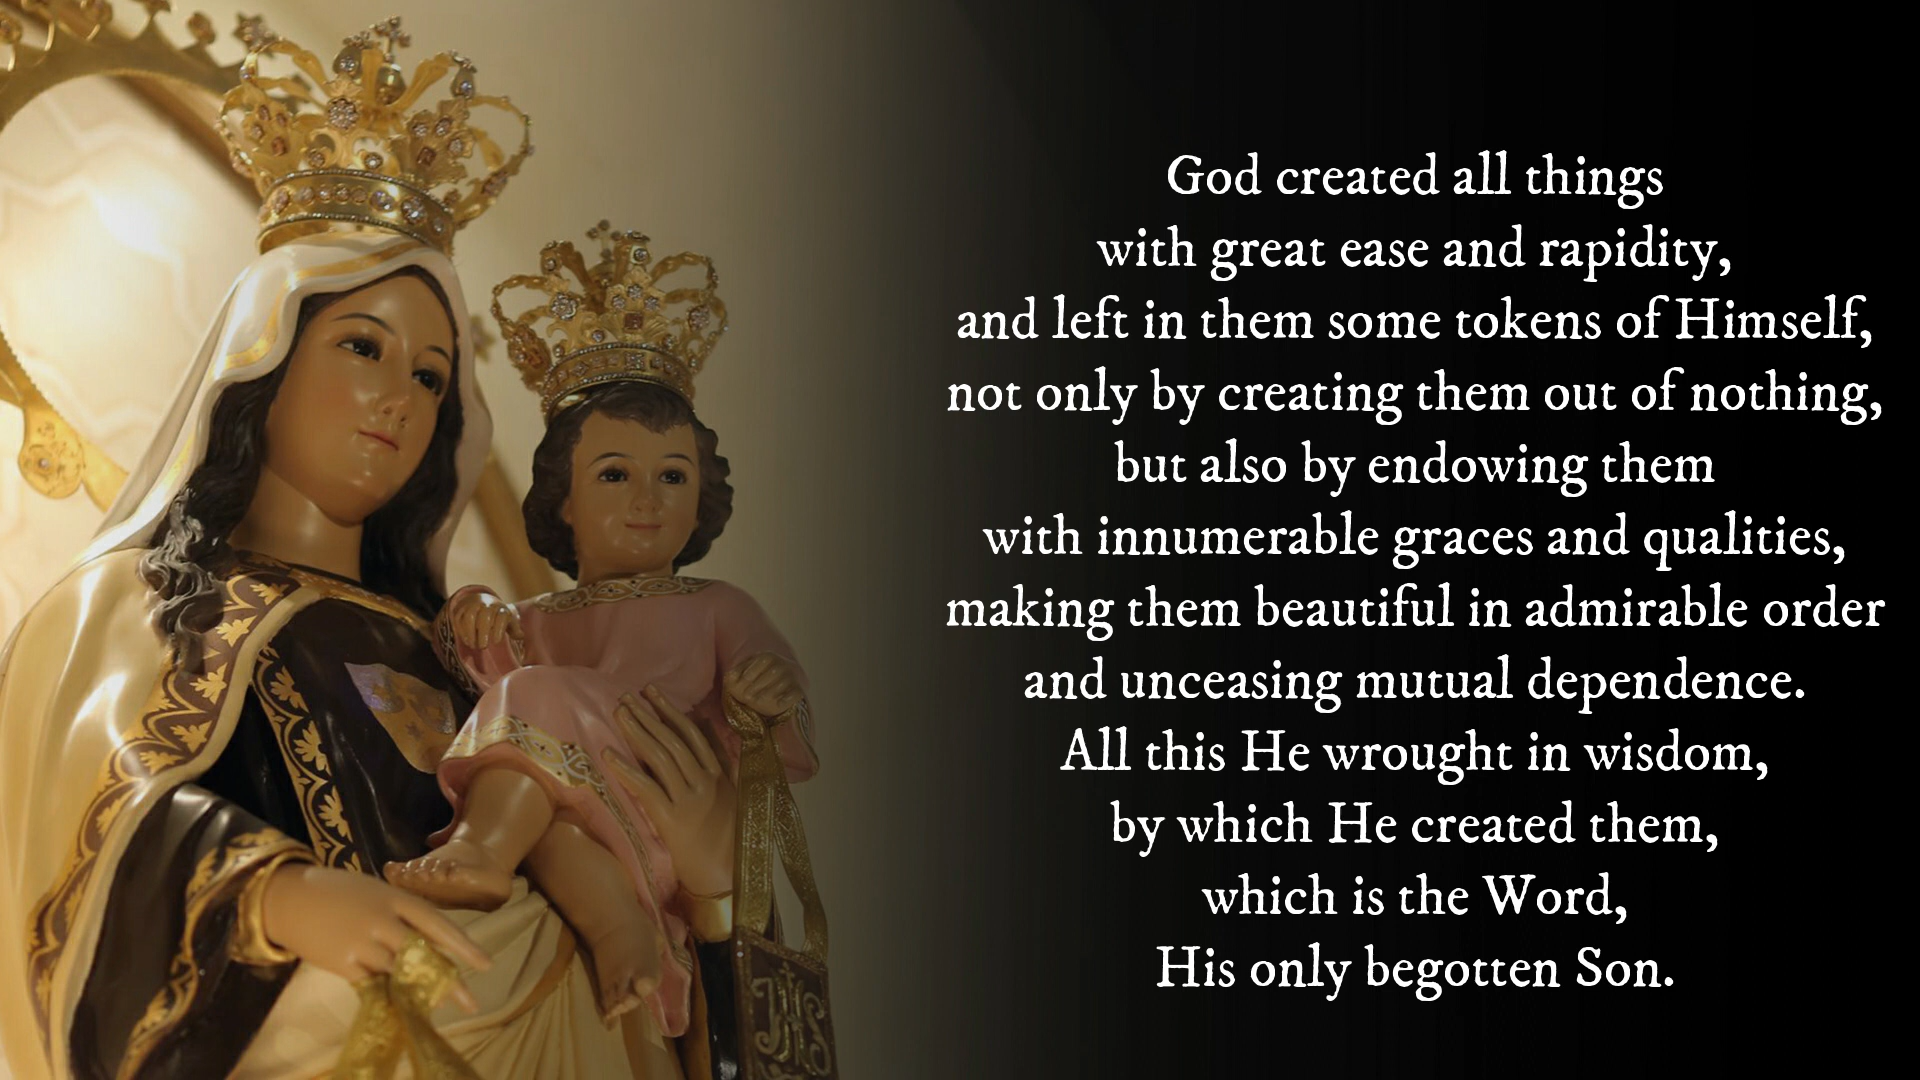 God created all things
with great ease and rapidity,
and left in them some tokens of Himself,
not only by creating them out of nothing,
but also by endowing them
with innumerable graces and qualities,
making them beautiful in admirable order
and unceasing mutual dependence.
All this He wrought in wisdom,
by which He created them,
which is the Word,
His only begotten Son.
JHS